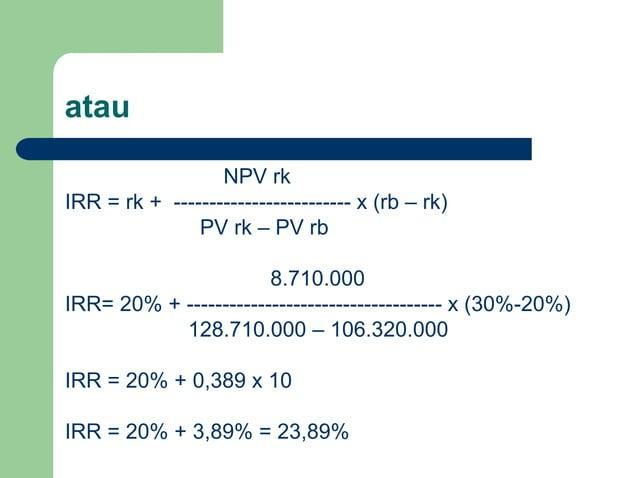 atau
NPV rk
IRR = rk + ------------------------- x (rb – rk)
PV rk – PV rb
8.710.000
IRR= 20% + ------------------------------------ x (30%-20%)
128.710.000 – 106.320.000
IRR = 20% + 0,389 x 10
IRR = 20% + 3,89% = 23,89%